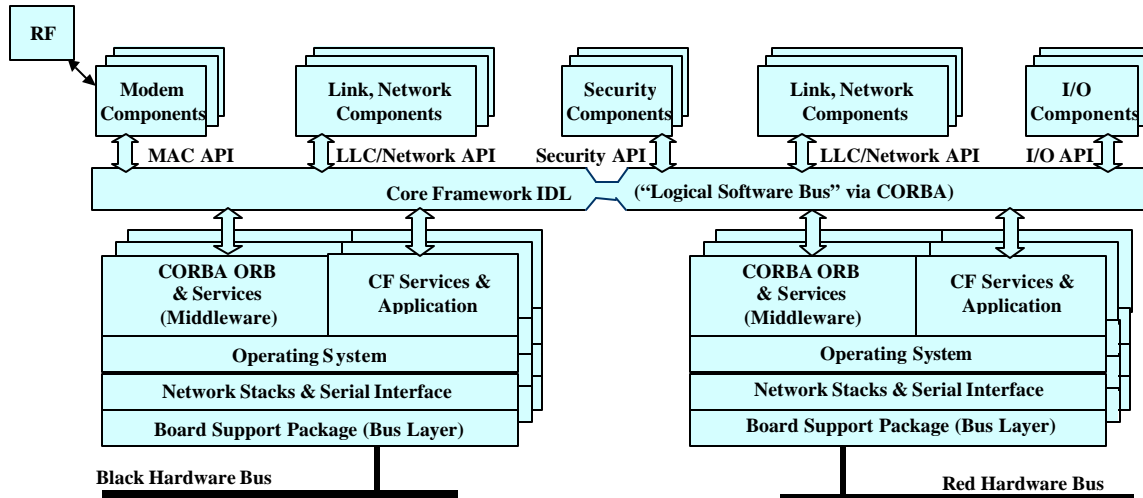 RF
Modem
Components
Link, Network
Components
Security
Components
Link, Network
Components
I/O
Components
MAC API
LLC/Network API
Security API
LLC/Network API
I/O API
Core Framework IDL
(“Logical Software Bus” via CORBA)
CORBA ORB
& Services
(Middleware)
CF Services &
Application
Operating System
Network Stacks & Serial Interface
Board Support Package (Bus Layer)
CORBA ORB
& Services
(Middleware)
CF Services &
Application
Operating System
Network Stacks & Serial Interface
Board Support Package (Bus Layer)
Black Hardware Bus
Red Hardware Bus